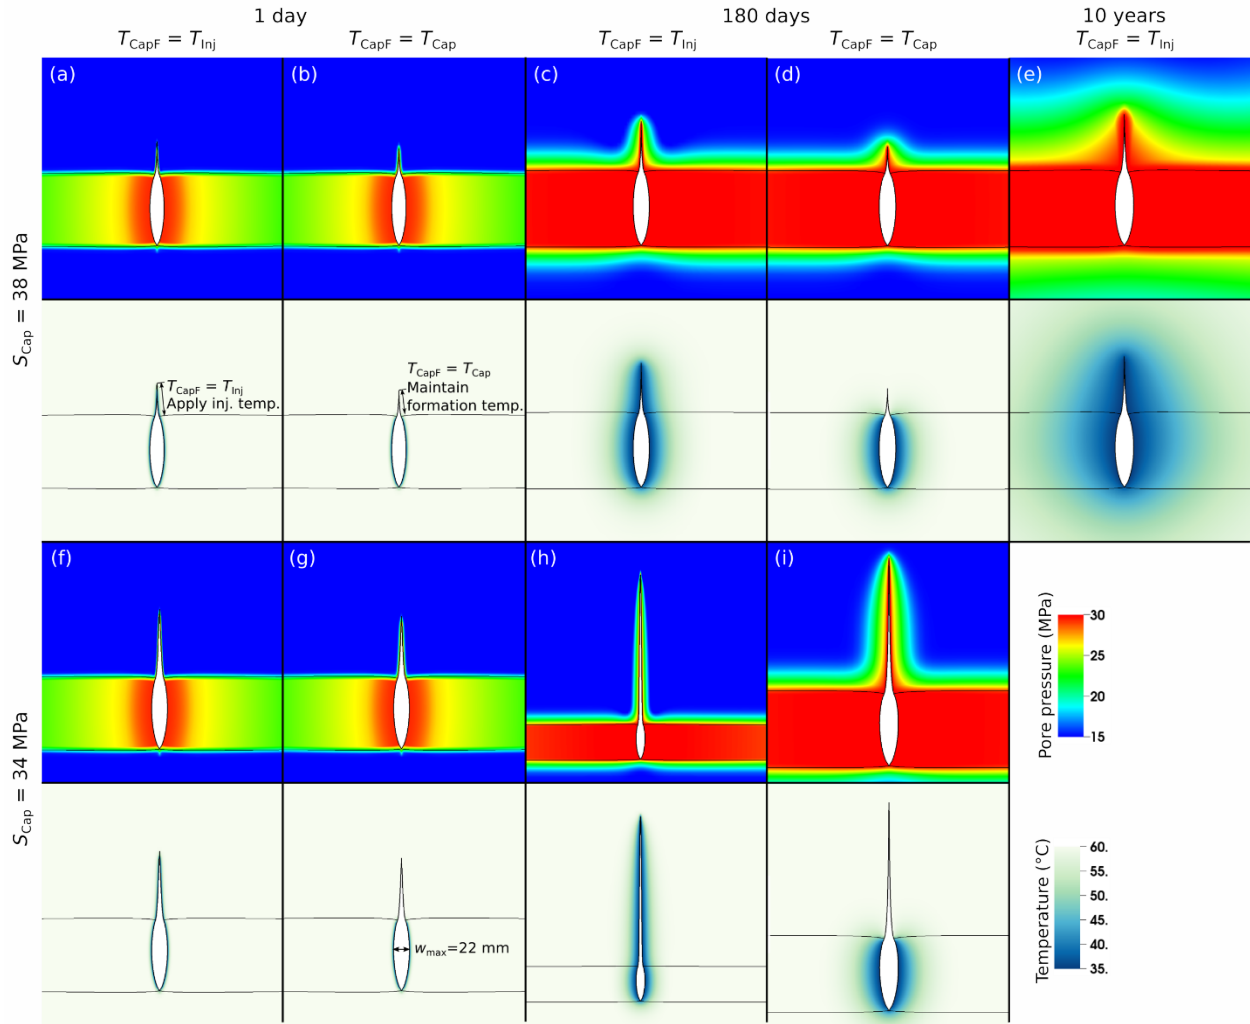 1 day
180 days
10 years
T_CapF = T_Inj
T_CapF = T_Cap
T_CapF = T_Inj
T_CapF = T_Cap
T_CapF = T_Inj
S_Cap = 38 MPa
(a)
(b)
(c)
(d)
(e)
T_CapF = T_Inj
Apply inj. temp.
T_CapF = T_Cap
Maintain
formation temp.
S_Cap = 34 MPa
(f)
(g)
(h)
(i)
w_max=22 mm
Pore pressure (MPa)
30
25
20
15
Temperature (°C)
60.
55.
50.
45.
40.
35.